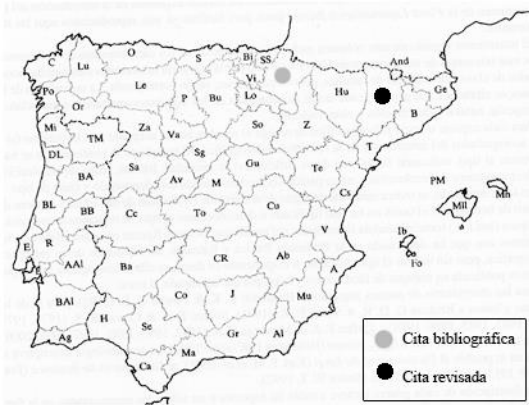 C Lu O S Bi SS And
Po Or Le P Bu Vi Lo Hu Ge
B
Mi TM Za Va So Z T
DL Sa Sg Gu Te
BA Av M Cs PM Mn
BL BB Cc To Cu V Mll
E R Ba CR Ab Ib
AAl A Fo
BAl Co J Mu
Ag H Se Gr Al
Ca Ma
Cita bibliográfica
Cita revisada